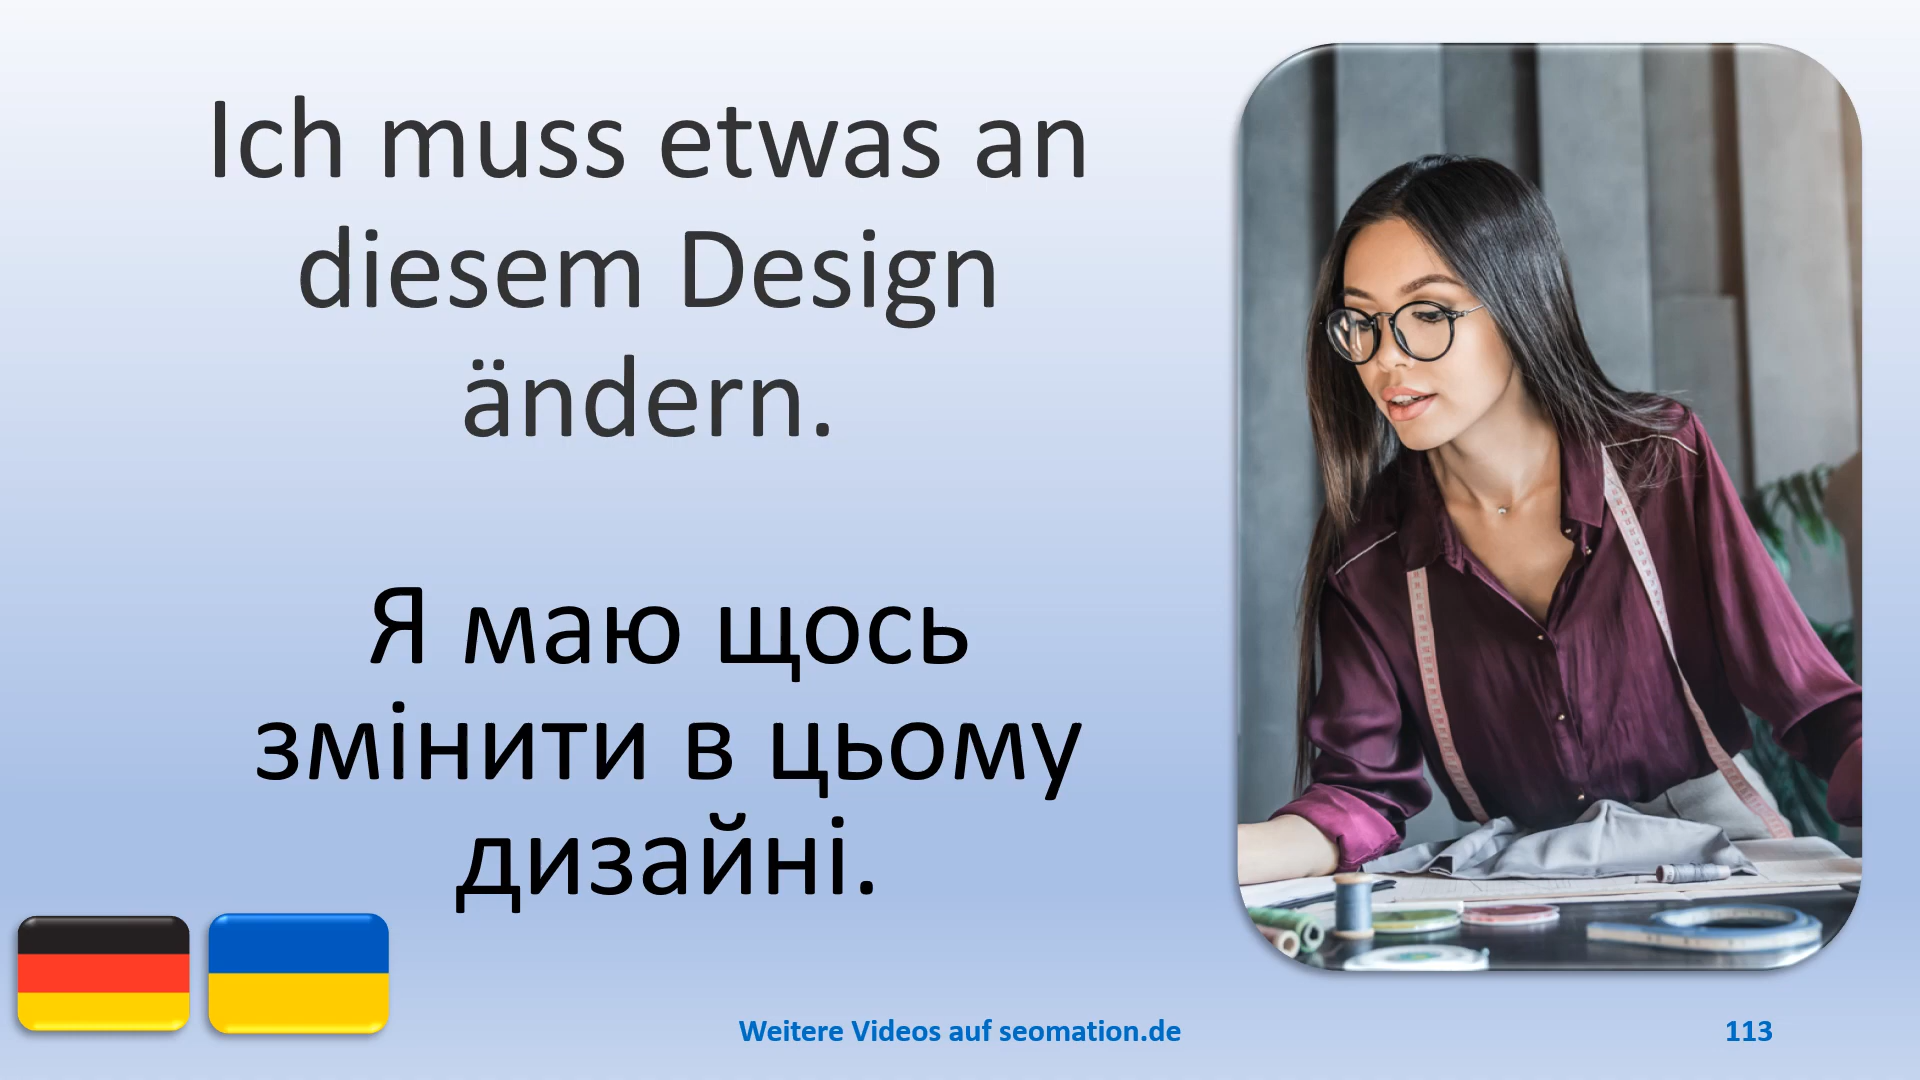 Ich muss etwas an
diesem Design
ändern.
Я маю щось
змінити в цьому
дизайні.
Weitere Videos auf seomation.de
113